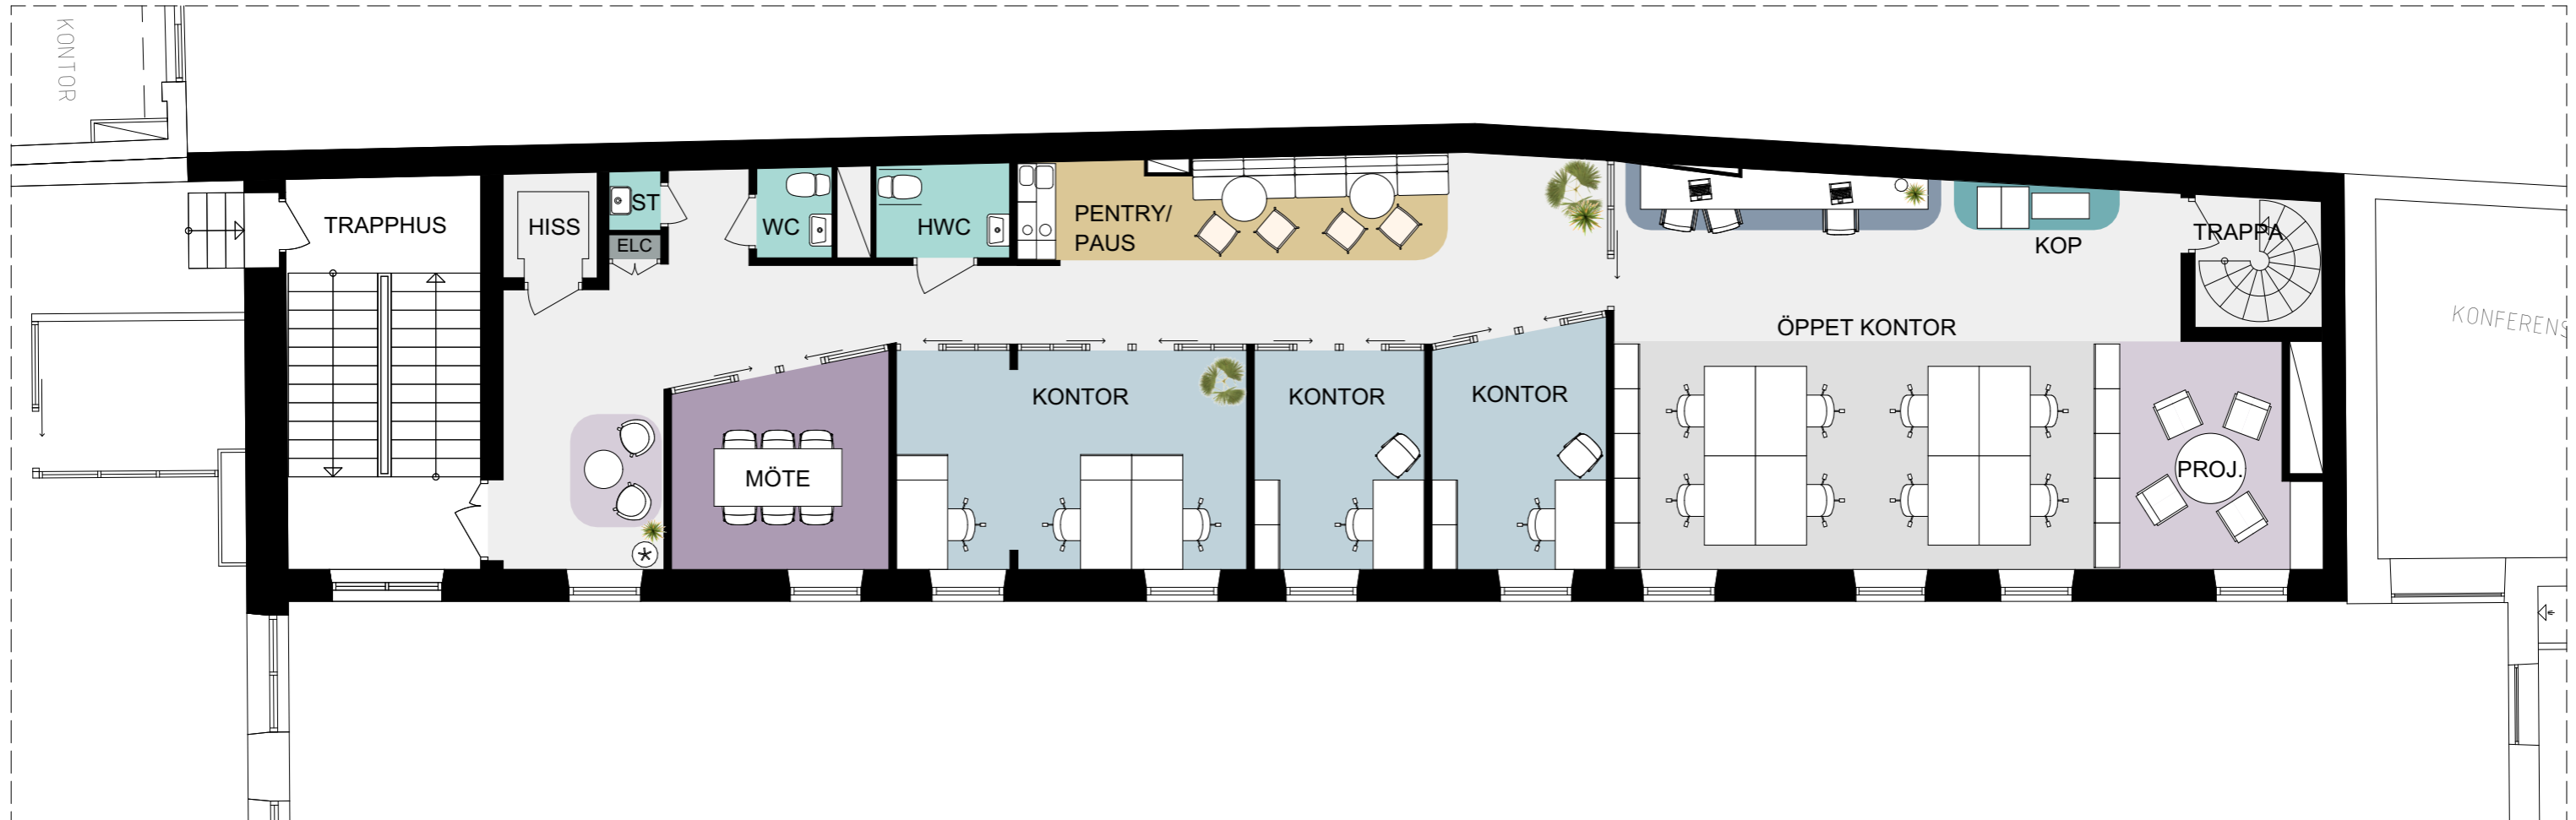 KONTOR
TRAPPHUS
HISS
ST
ELC
WC
HWC
PENTRY/
PAUS
KOP
TRAPPA
ÖPPET KONTOR
KONFERENS
MÖTE
KONTOR
KONTOR
KONTOR
PROJ.